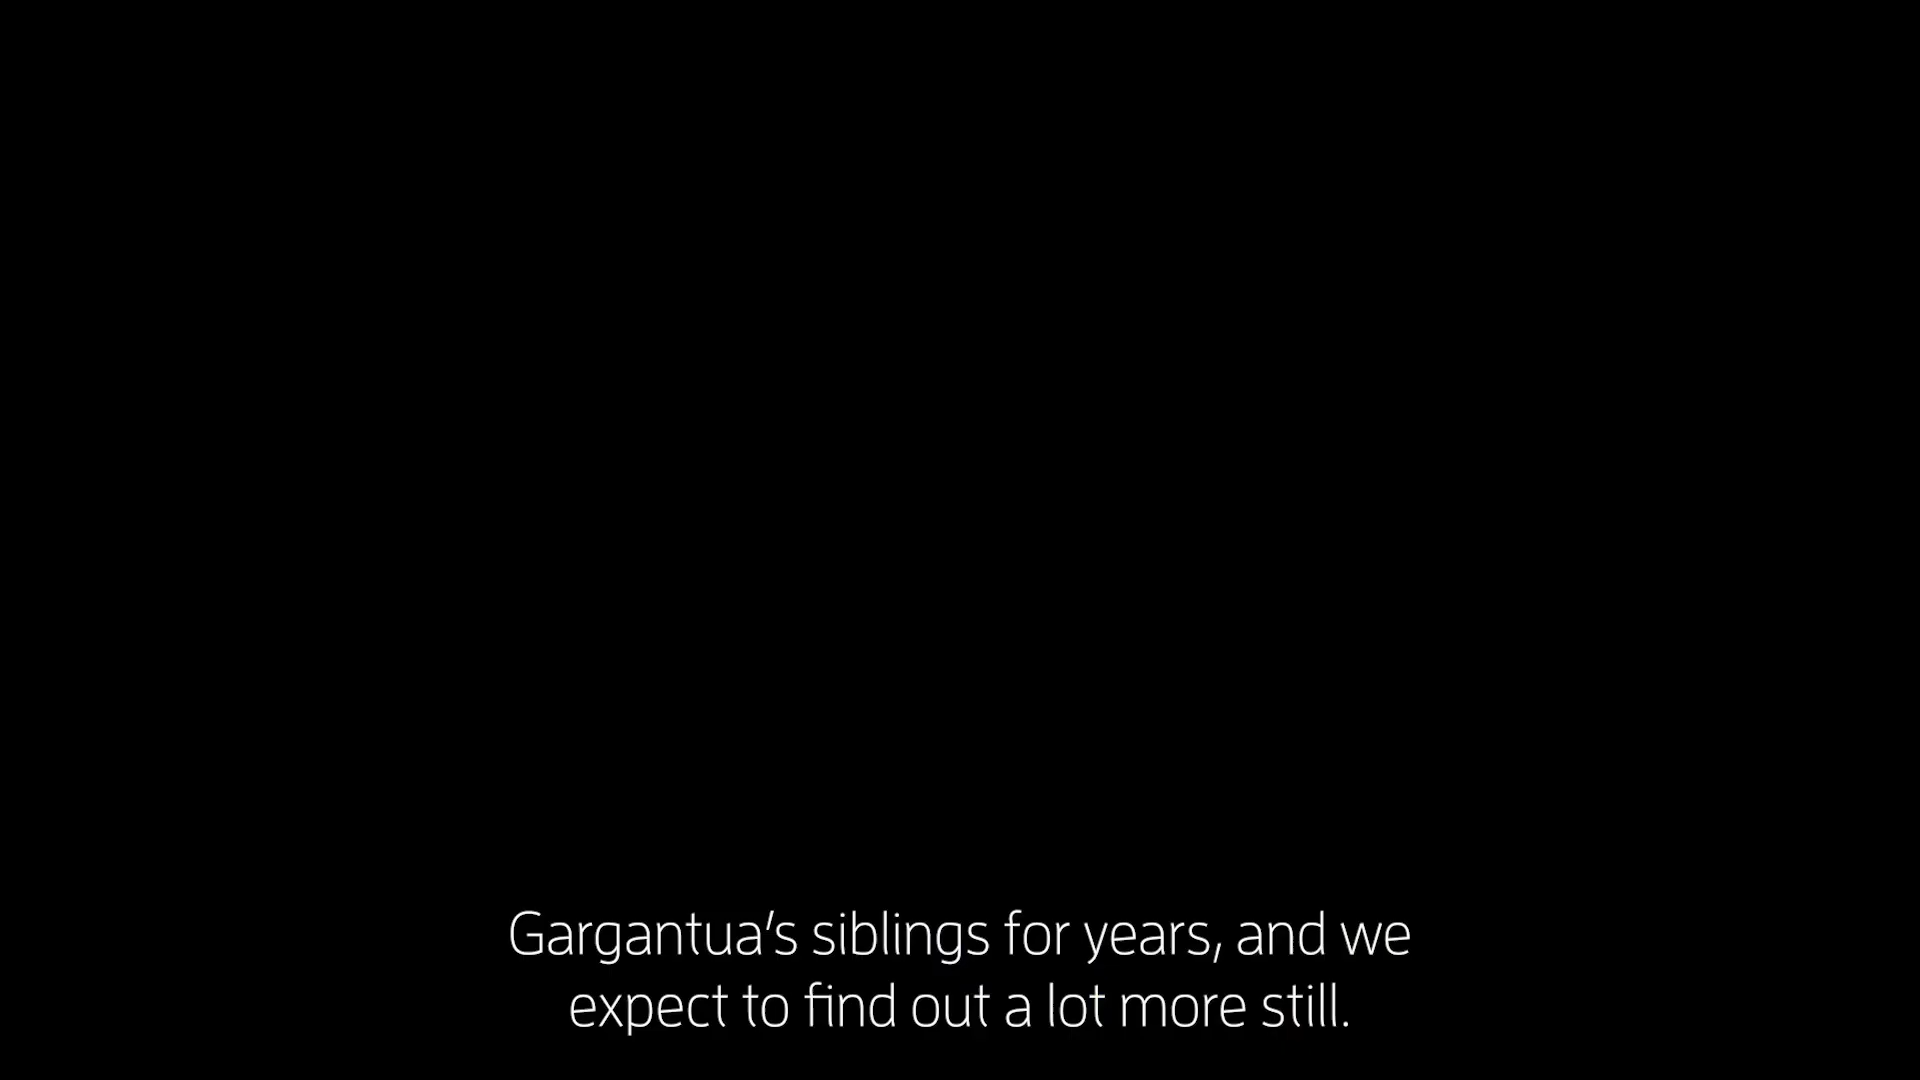 Gargantua’s siblings for years, and we
expect to find out a lot more still.